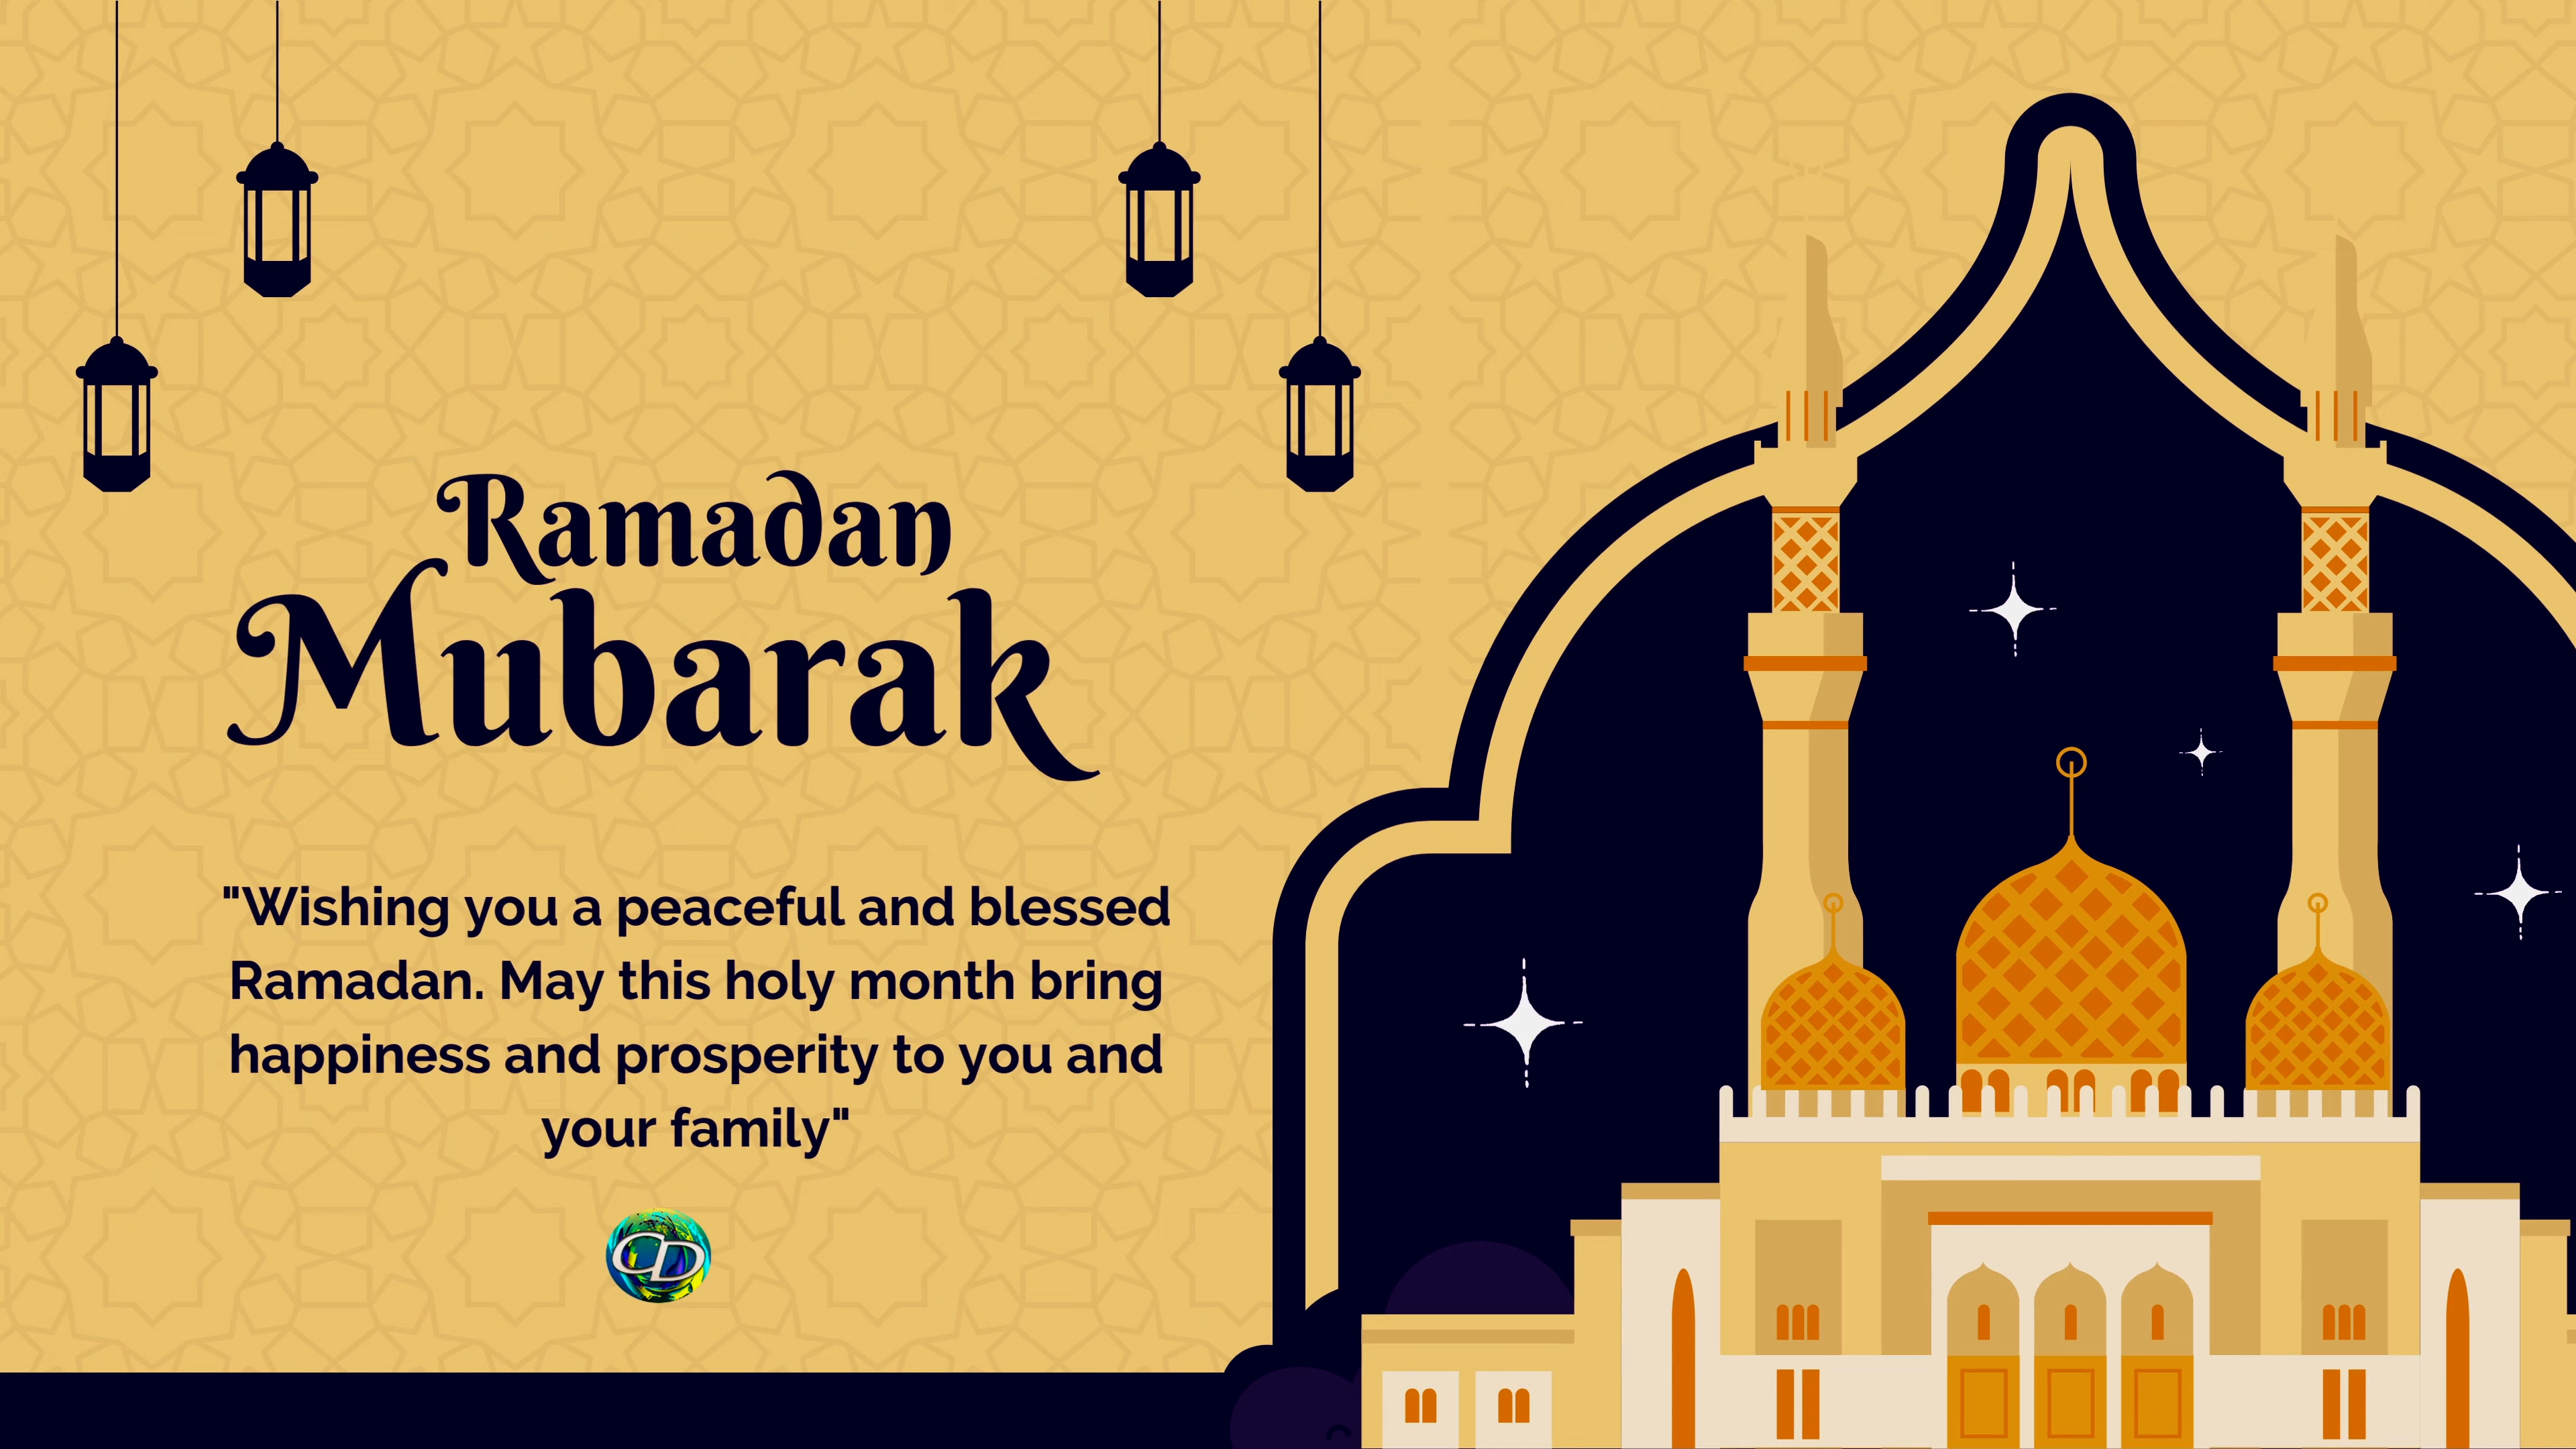 Ramadan
Mubarak
"Wishing you a peaceful and blessed
Ramadan. May this holy month bring
happiness and prosperity to you and
your family"
CD